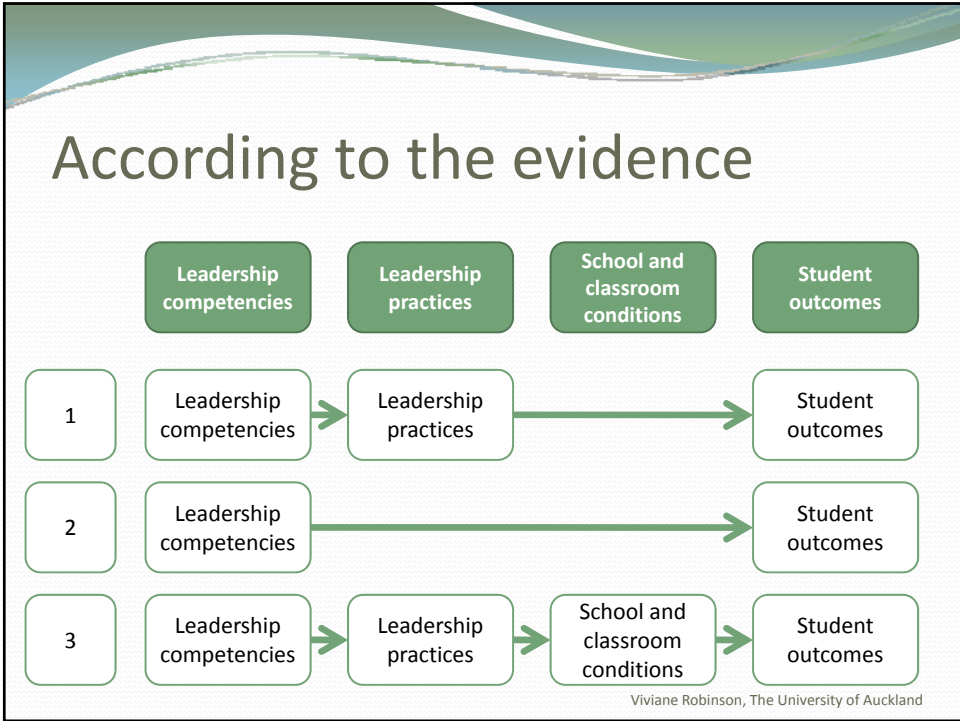 According to the evidence
Leadership
competencies
Leadership
practices
School and
classroom
conditions
Student
outcomes
1
Leadership
competencies
Leadership
practices
Student
outcomes
2
Leadership
competencies
Student
outcomes
3
Leadership
competencies
Leadership
practices
School and
classroom
conditions
Student
outcomes
Viviane Robinson, The University of Auckland